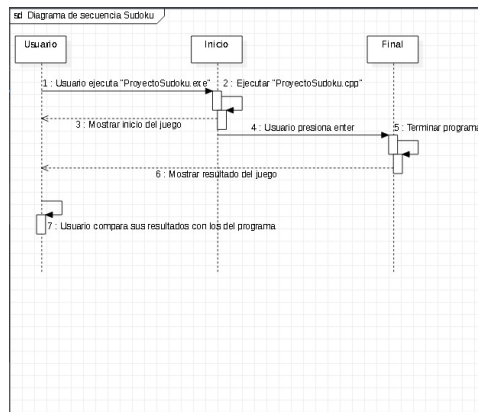 sd Diagrama de secuencia Sudoku
Usuario
Inicio
Final
1 : Usuario ejecuta "ProyectoSudoku.exe"
2 : Ejecutar "ProyectoSudoku.cpp"
3 : Mostrar inicio del juego
4 : Usuario presiona enter
5 : Terminar programa
6 : Mostrar resultado del juego
7 : Usuario compara sus resultados con los del programa